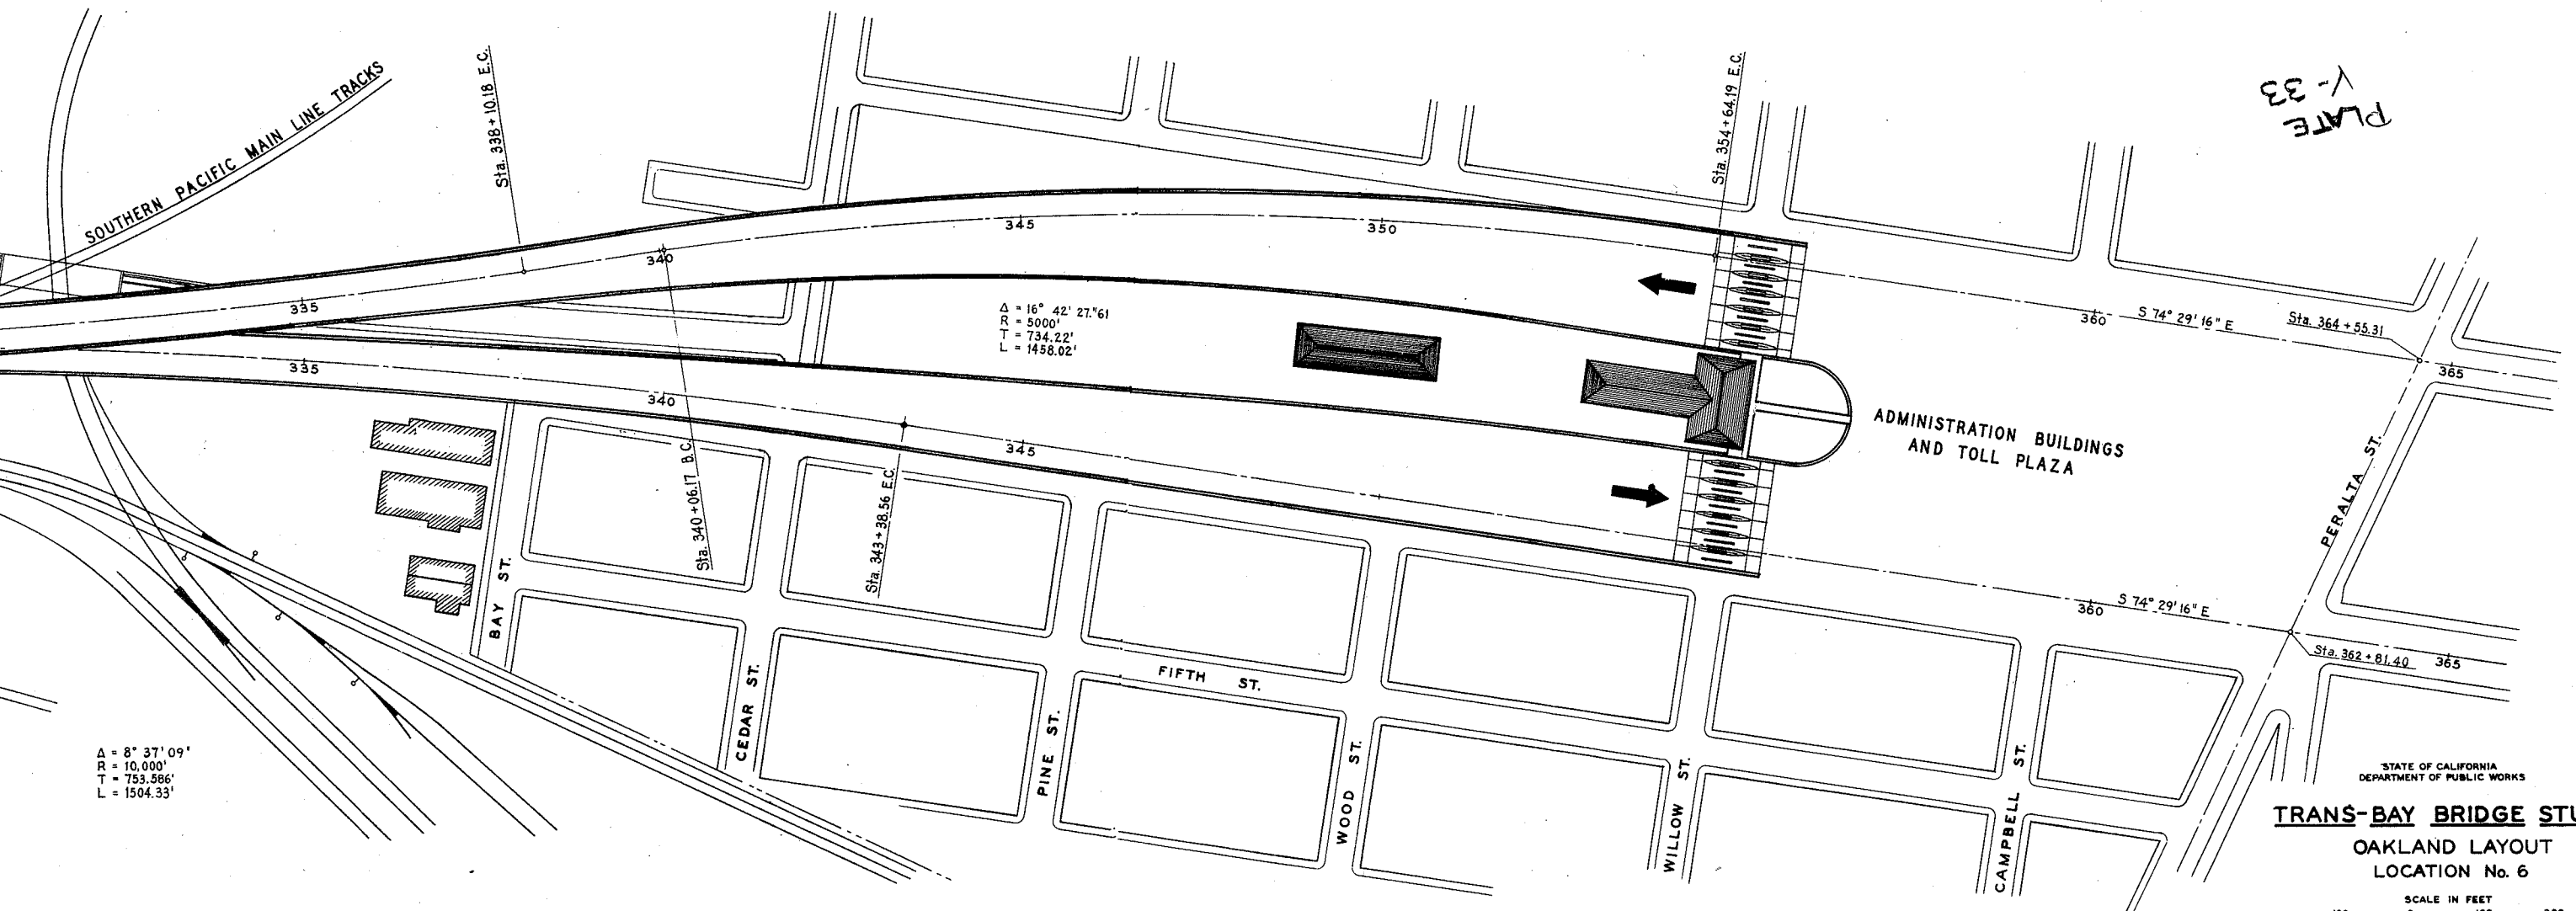 PLATE
V-33
SOUTHERN PACIFIC MAIN LINE TRACKS
Sta. 338+10.18 E.C.
Sta. 354+64.19 E.C.
335
340
345
350
360
S 74° 29' 16" E
Sta. 364+55.31
365
Δ = 16° 42' 27."61
R = 5000'
T = 734.22'
L = 1458.02'
335
340
345
Sta. 340+06.17 B.C.
Sta. 343+38.56 E.C.
ADMINISTRATION BUILDINGS
AND TOLL PLAZA
PERALTA ST.
360
S 74° 29' 16" E
Sta. 362+81.40
365
BAY ST.
CEDAR ST.
PINE ST.
FIFTH ST.
WOOD ST.
WILLOW ST.
CAMPBELL ST.
Δ = 8° 37' 09"
R = 10,000'
T = 753.586'
L = 1504.33'
STATE OF CALIFORNIA
DEPARTMENT OF PUBLIC WORKS
TRANS-BAY BRIDGE
OAKLAND LAYOUT
LOCATION No. 6
SCALE IN FEET